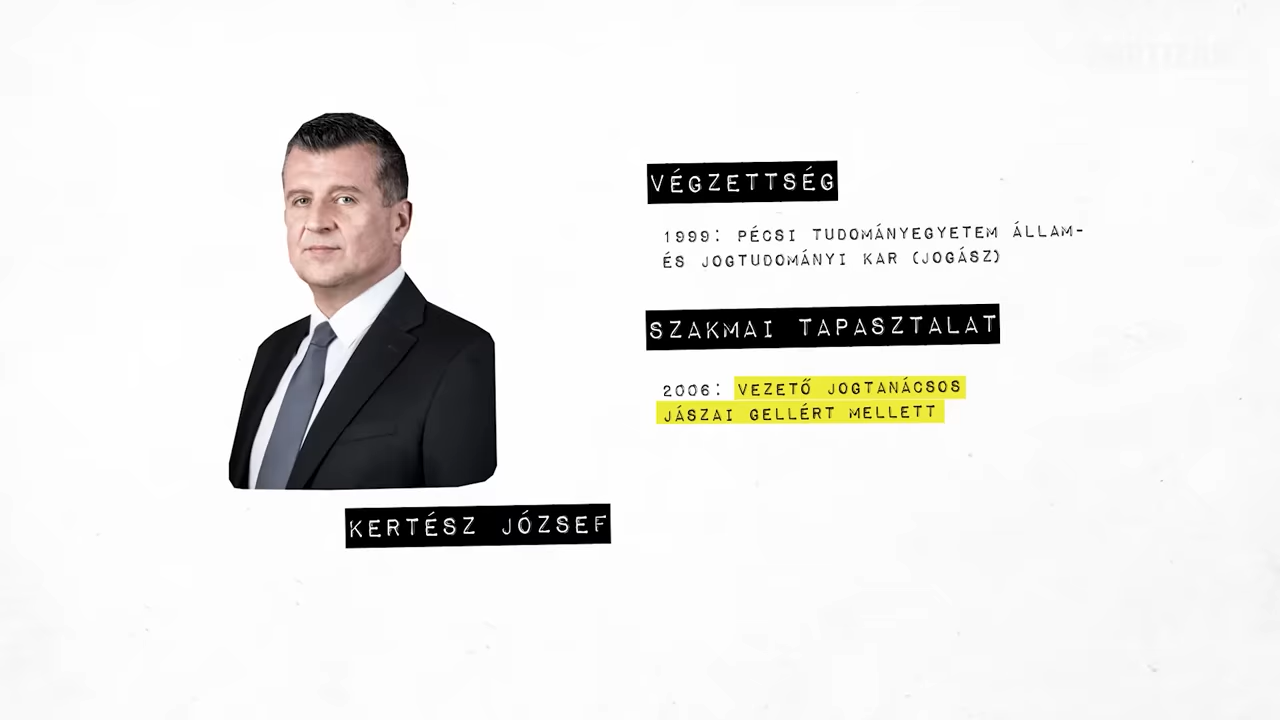 VÉGZETTSÉG
1999: PÉCSI TUDOMÁNYEGYETEM ÁLLAM-
ÉS JOGTUDOMÁNYI KAR (JOGÁSZ)
SZAKMAI TAPASZTALAT
2006: VEZETŐ JOGTANÁCSOS
JÁSZAI GELLÉRT MELLETT
KERTÉSZ JÓZSEF